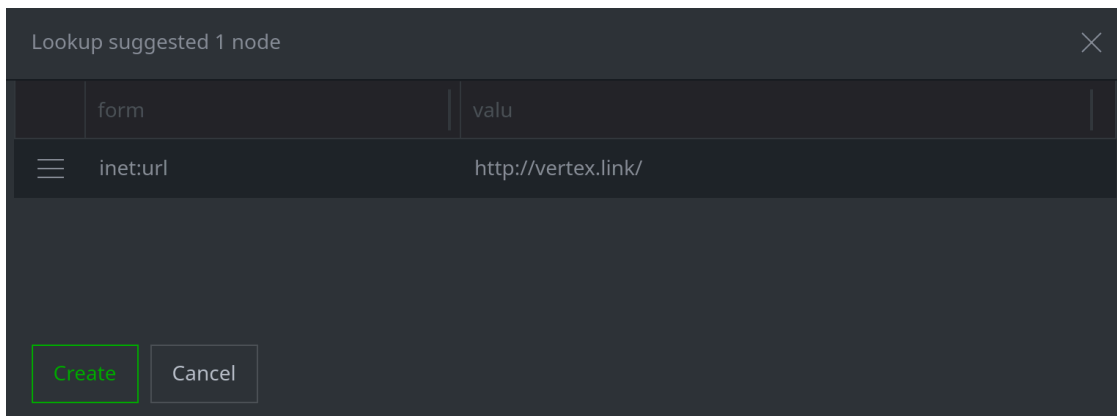 Lookup suggested 1 node
form valu
inet:url http://vertex.link/
Create Cancel